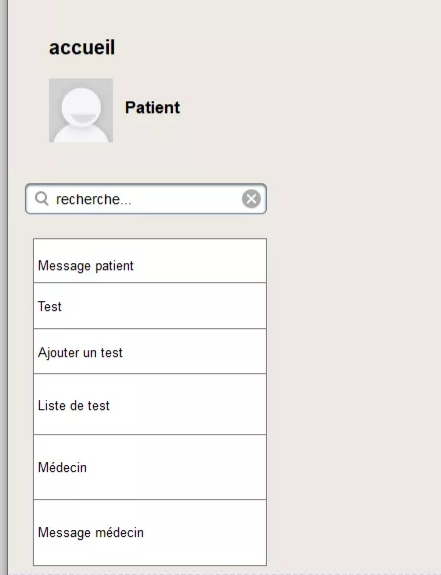 accueil
Patient
recherche...
Message patient
Test
Ajouter un test
Liste de test
Médecin
Message médecin